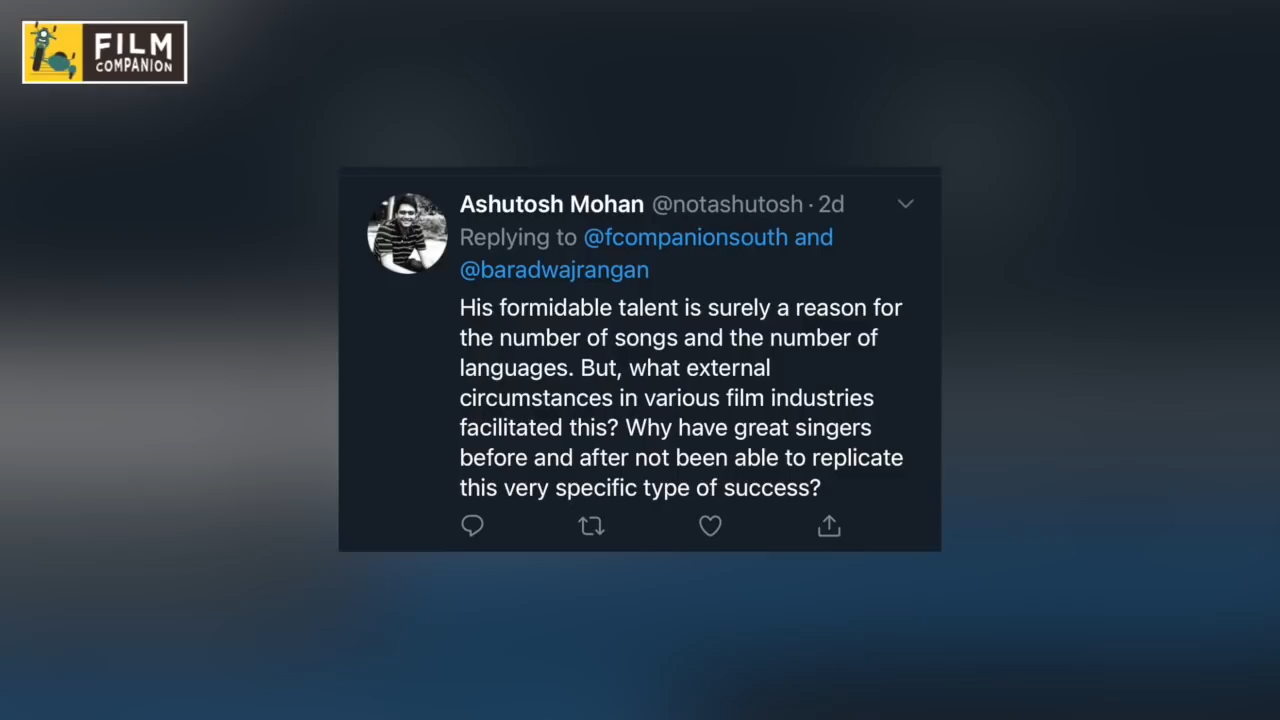 FILM
COMPANION
Ashutosh Mohan @notashutosh · 2d
Replying to @fcompanionsouth and
@baradwajrangan
His formidable talent is surely a reason for
the number of songs and the number of
languages. But, what external
circumstances in various film industries
facilitated this? Why have great singers
before and after not been able to replicate
this very specific type of success?